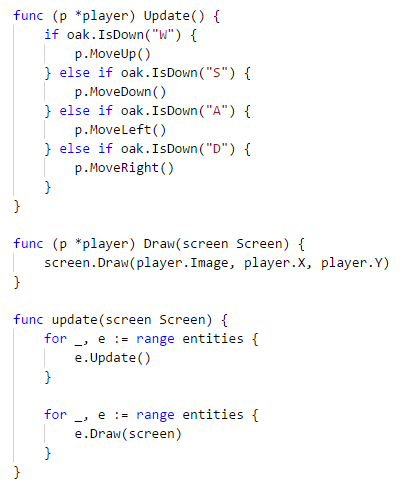 func (p *player) Update() {
    if oak.IsDown("W") {
        p.MoveUp()
    } else if oak.IsDown("S") {
        p.MoveDown()
    } else if oak.IsDown("A") {
        p.MoveLeft()
    } else if oak.IsDown("D") {
        p.MoveRight()
    }
}

func (p *player) Draw(screen Screen) {
    screen.Draw(player.Image, player.X, player.Y)
}

func update(screen Screen) {
    for _, e := range entities {
        e.Update()
    }

    for _, e := range entities {
        e.Draw(screen)
    }
}